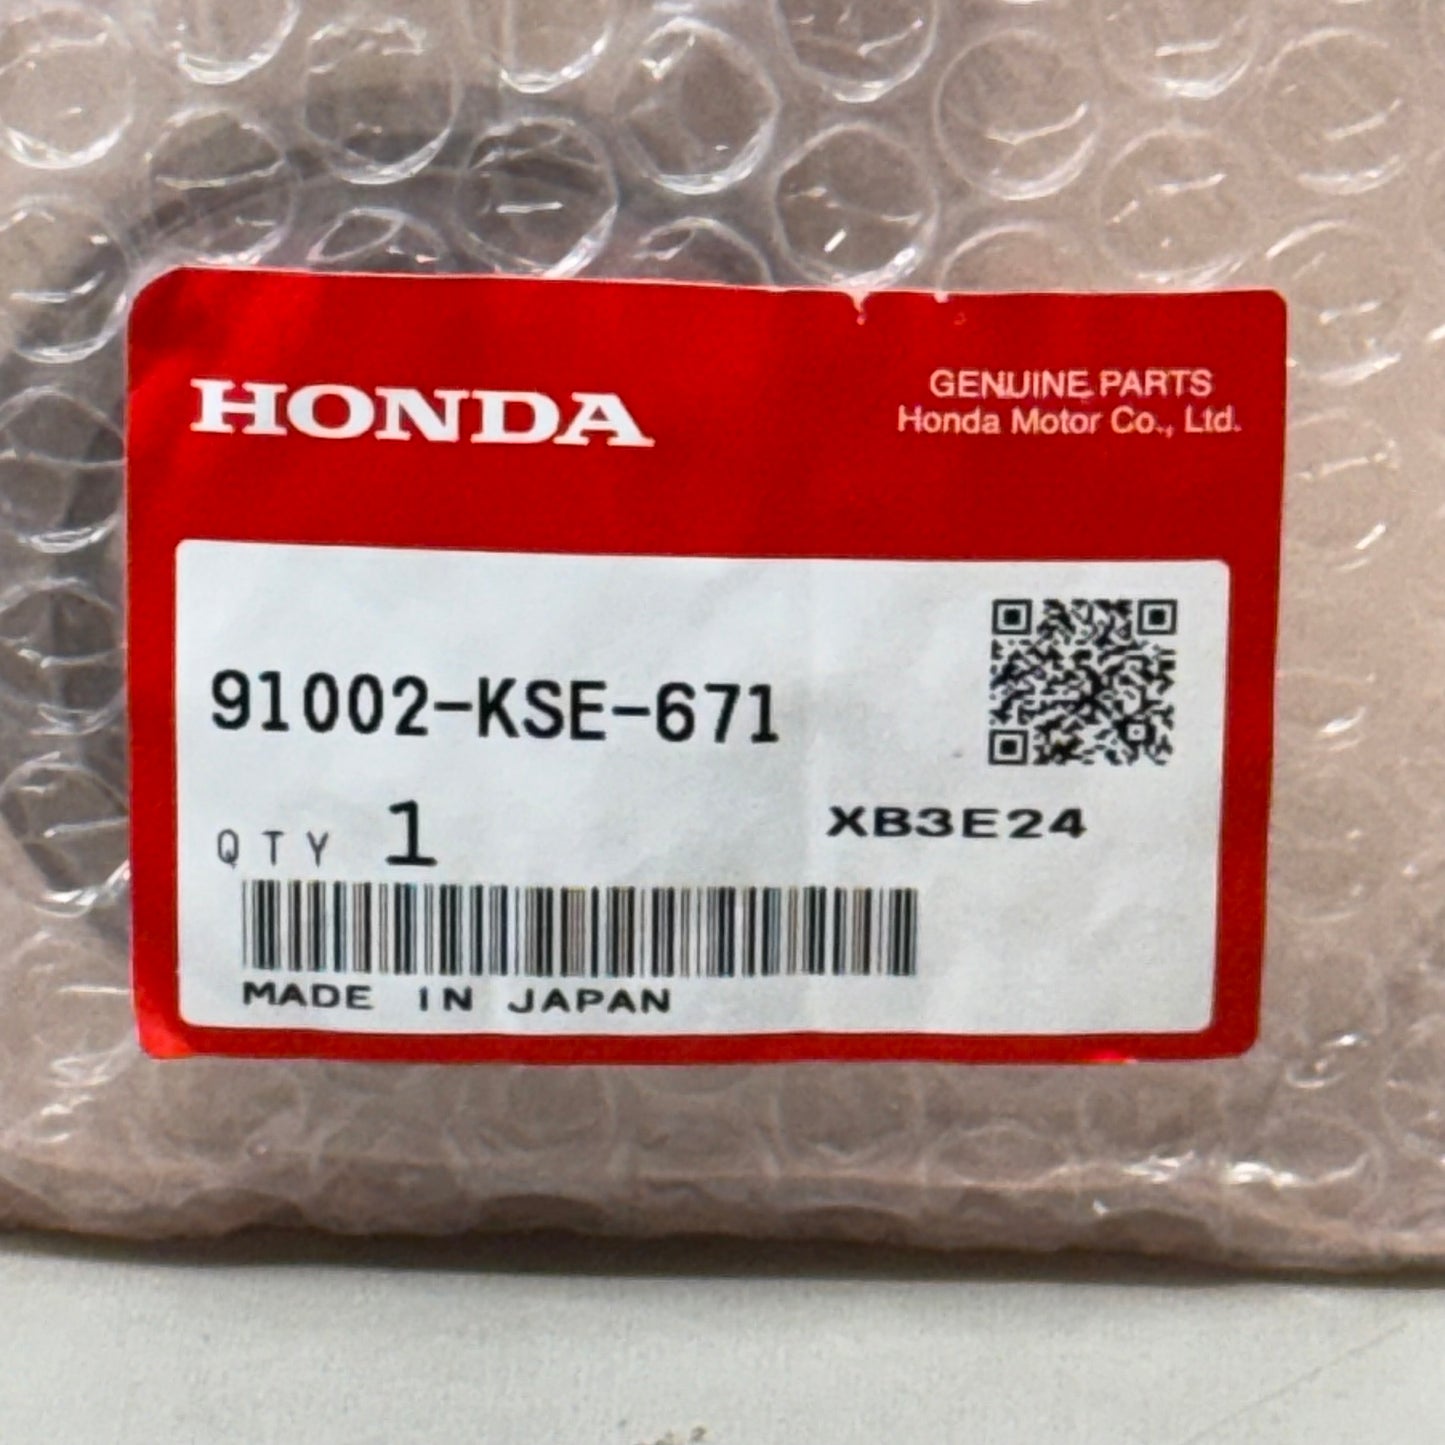 HONDA
GENUINE PARTS
Honda Motor Co., Ltd.
91002-KSE-671
QTY 1
XB3E24
MADE IN JAPAN